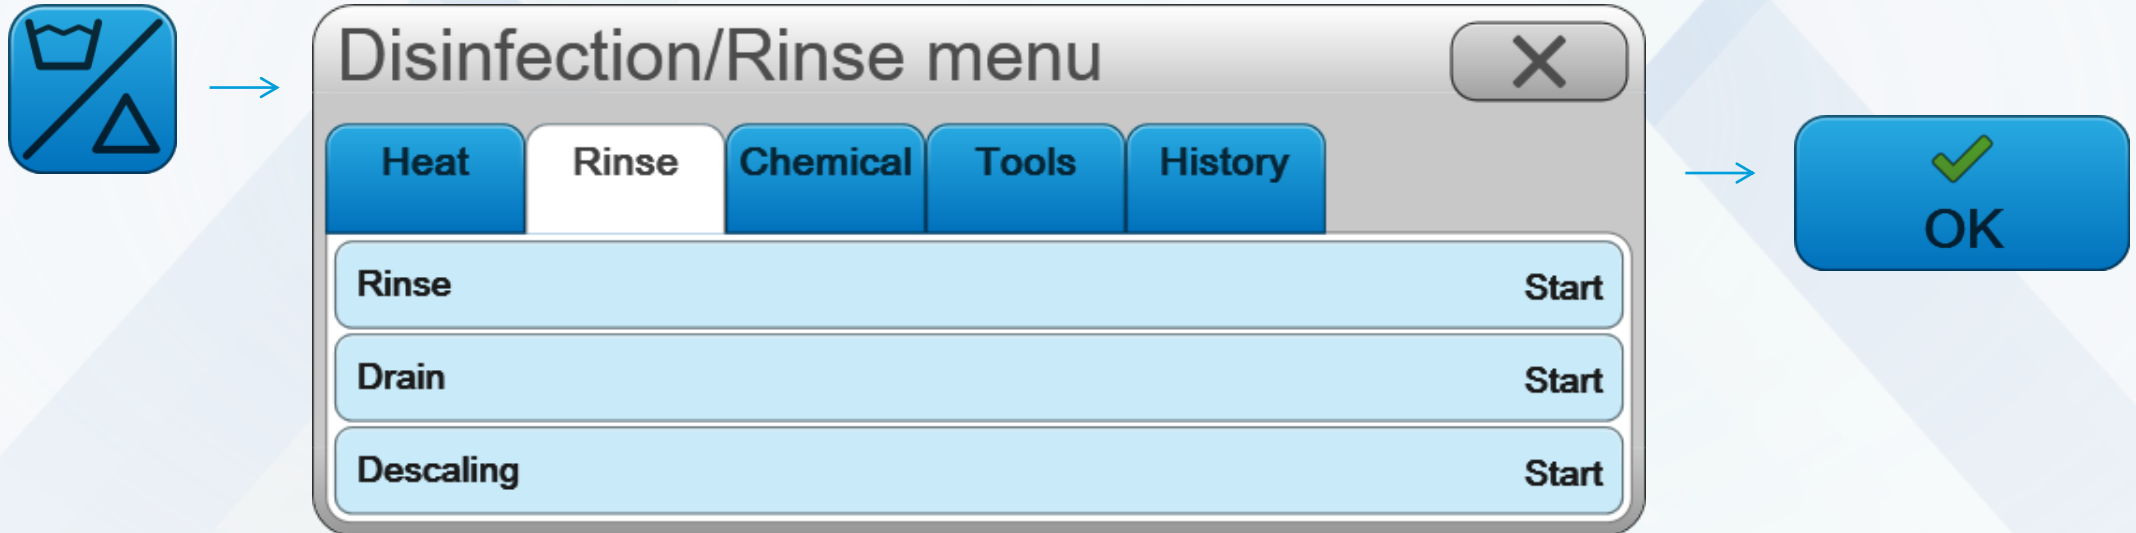 Disinfection/Rinse menu
Heat Rinse Chemical Tools History
Rinse Start
Drain Start
Descaling Start
OK